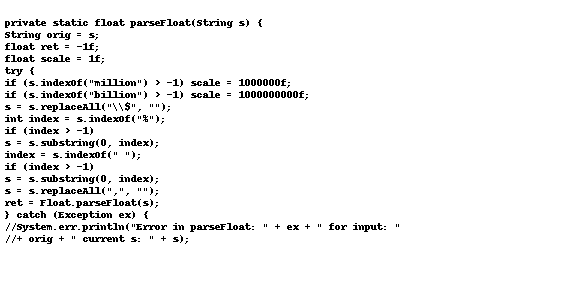 private static float parseFloat(String s) {
String orig = s;
float ret = -1f;
float scale = 1f;
try {
if (s.indexOf("million") > -1) scale = 1000000f;
if (s.indexOf("billion") > -1) scale = 1000000000f;
s = s.replaceAll("\\$", "");
int index = s.indexOf("%");
if (index > -1)
s = s.substring(0, index);
index = s.indexOf(" ");
if (index > -1)
s = s.substring(0, index);
s = s.replaceAll(",", "");
ret = Float.parseFloat(s);
} catch (Exception ex) {
//System.err.println("Error in parseFloat: " + ex + " for input: "
//+ orig + " current s: " + s);